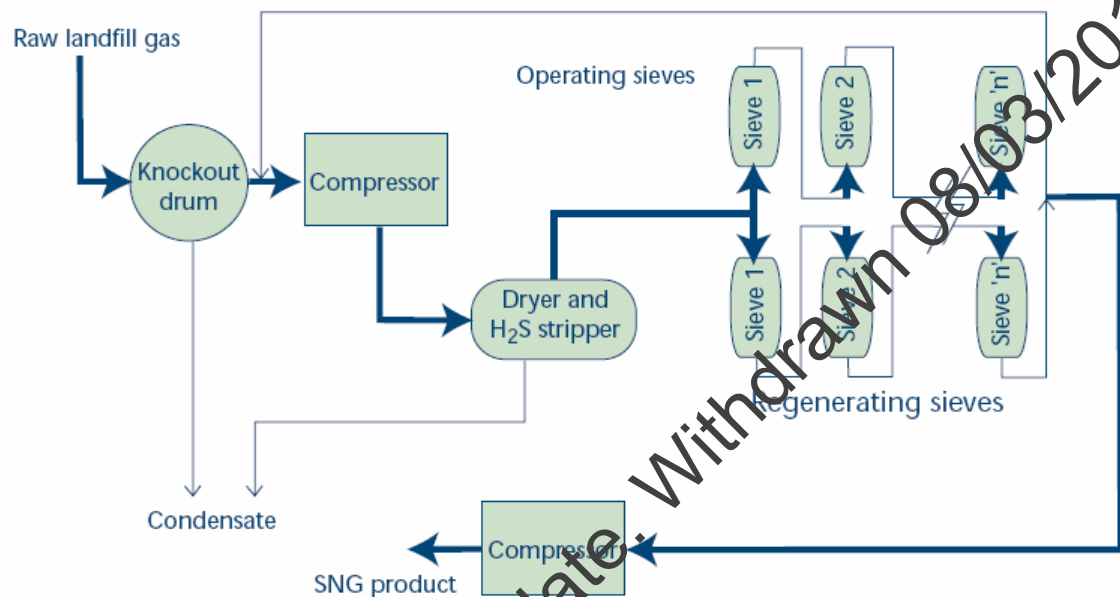 Raw landfill gas
Operating sieves
Sieve 1
Sieve 2
Sieve 'n'
Knockout
drum
Compressor
Dryer and
H₂S stripper
Sieve 1
Sieve 2
Sieve 'n'
Regenerating sieves
Condensate
Compressor
SNG product
Withdrawn 08/03/20